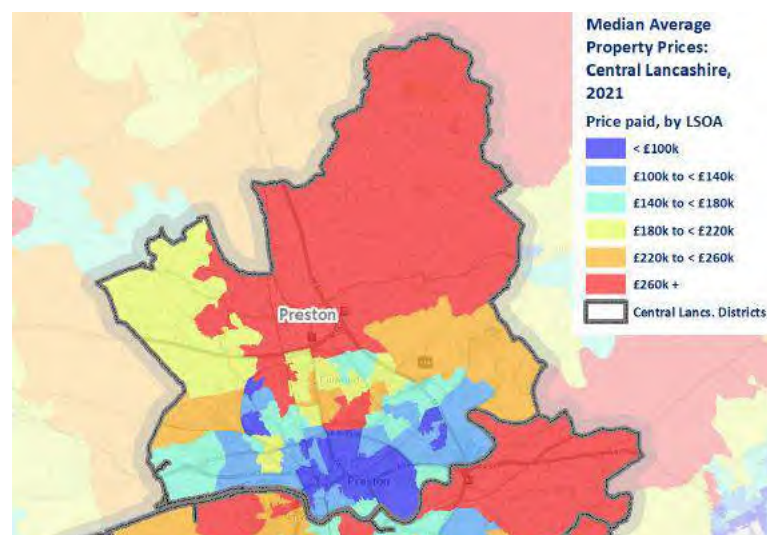 Median Average
Property Prices:
Central Lancashire,
2021
Price paid, by LSOA
< £100k
£100k to < £140k
£140k to < £180k
£180k to < £220k
£220k to < £260k
£260k +
Central Lancs. Districts
Preston
Preston